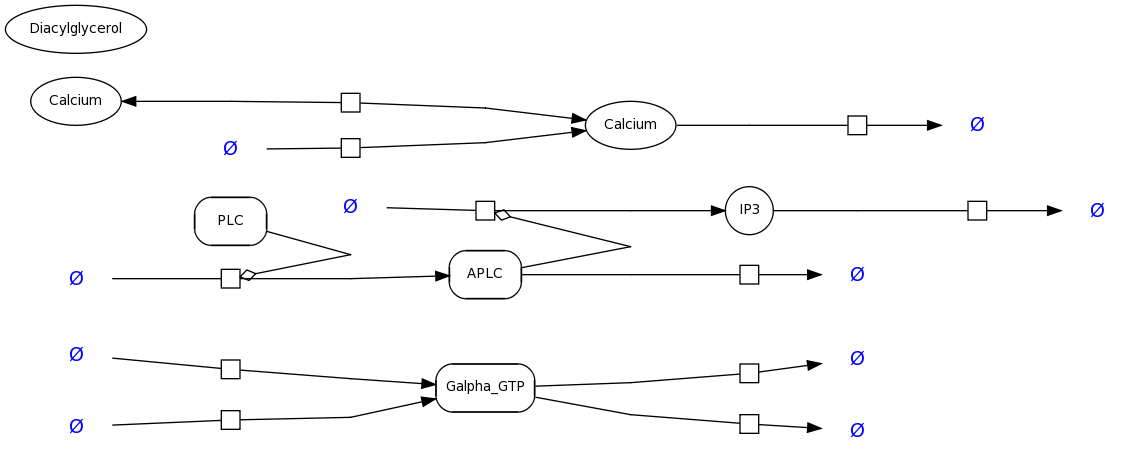 Diacylglycerol
Calcium
Calcium
Ø
Ø
PLC
Ø
IP3
Ø
Ø
APLC
Ø
Ø
Galpha_GTP
Ø
Ø
Ø